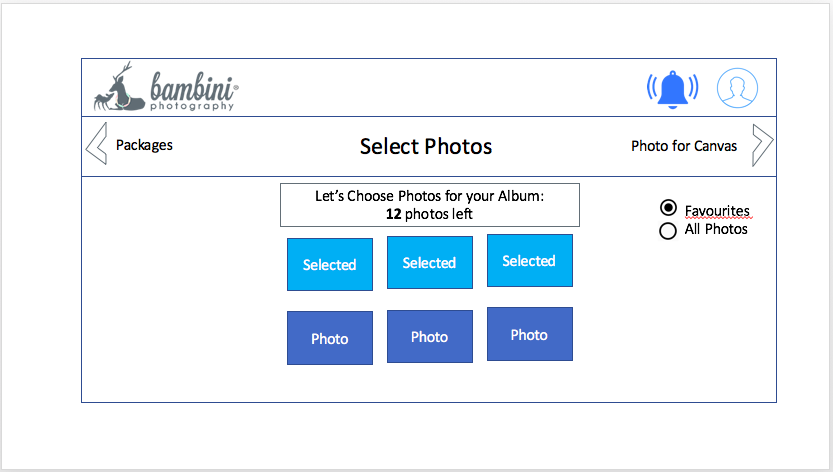 bambini®
photography
Packages
Select Photos
Photo for Canvas
Let’s Choose Photos for your Album:
12 photos left
Favourites
All Photos
Selected
Selected
Selected
Photo
Photo
Photo